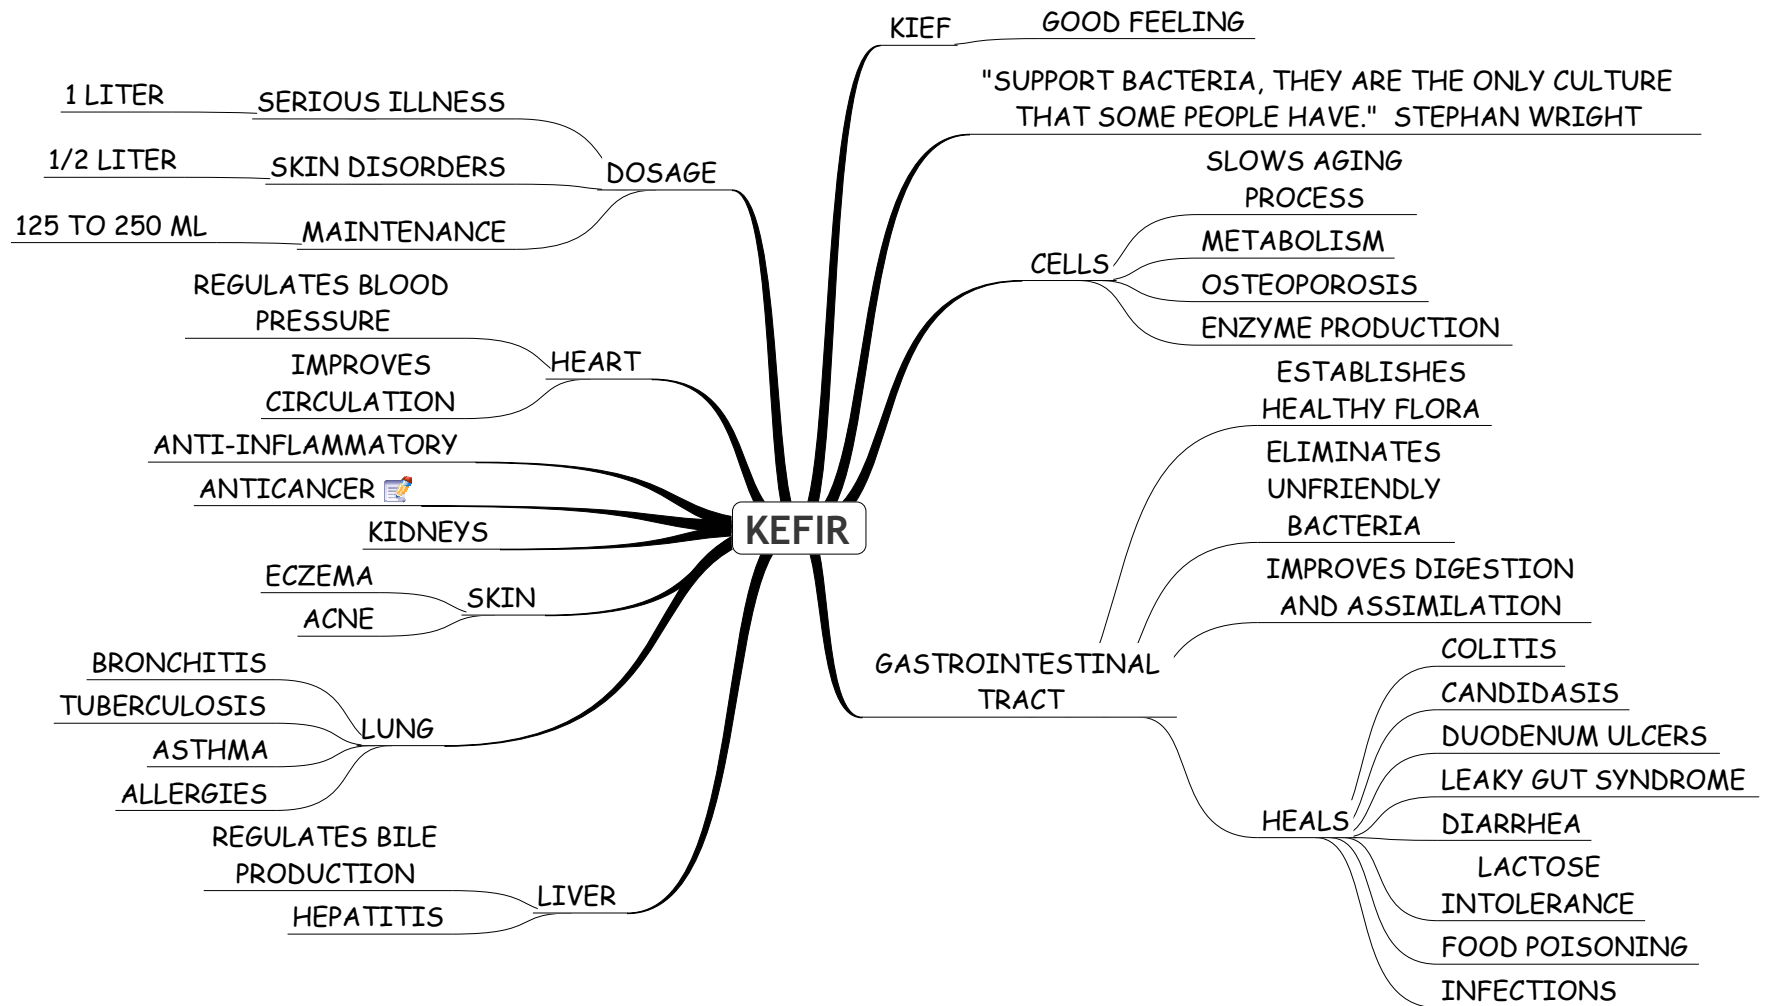 KEFIR
KIEF
GOOD FEELING
"SUPPORT BACTERIA, THEY ARE THE ONLY CULTURE
THAT SOME PEOPLE HAVE." STEPHAN WRIGHT
CELLS
SLOWS AGING
PROCESS
METABOLISM
OSTEOPOROSIS
ENZYME PRODUCTION
GASTROINTESTINAL
TRACT
ESTABLISHES
HEALTHY FLORA
ELIMINATES
UNFRIENDLY
BACTERIA
IMPROVES DIGESTION
AND ASSIMILATION
HEALS
COLITIS
CANDIDASIS
DUODENUM ULCERS
LEAKY GUT SYNDROME
DIARRHEA
LACTOSE
INTOLERANCE
FOOD POISONING
INFECTIONS
DOSAGE
SERIOUS ILLNESS
1 LITER
SKIN DISORDERS
1/2 LITER
MAINTENANCE
125 TO 250 ML
HEART
REGULATES BLOOD
PRESSURE
IMPROVES
CIRCULATION
ANTI-INFLAMMATORY
ANTICANCER
KIDNEYS
SKIN
ECZEMA
ACNE
LUNG
BRONCHITIS
TUBERCULOSIS
ASTHMA
ALLERGIES
LIVER
REGULATES BILE
PRODUCTION
HEPATITIS